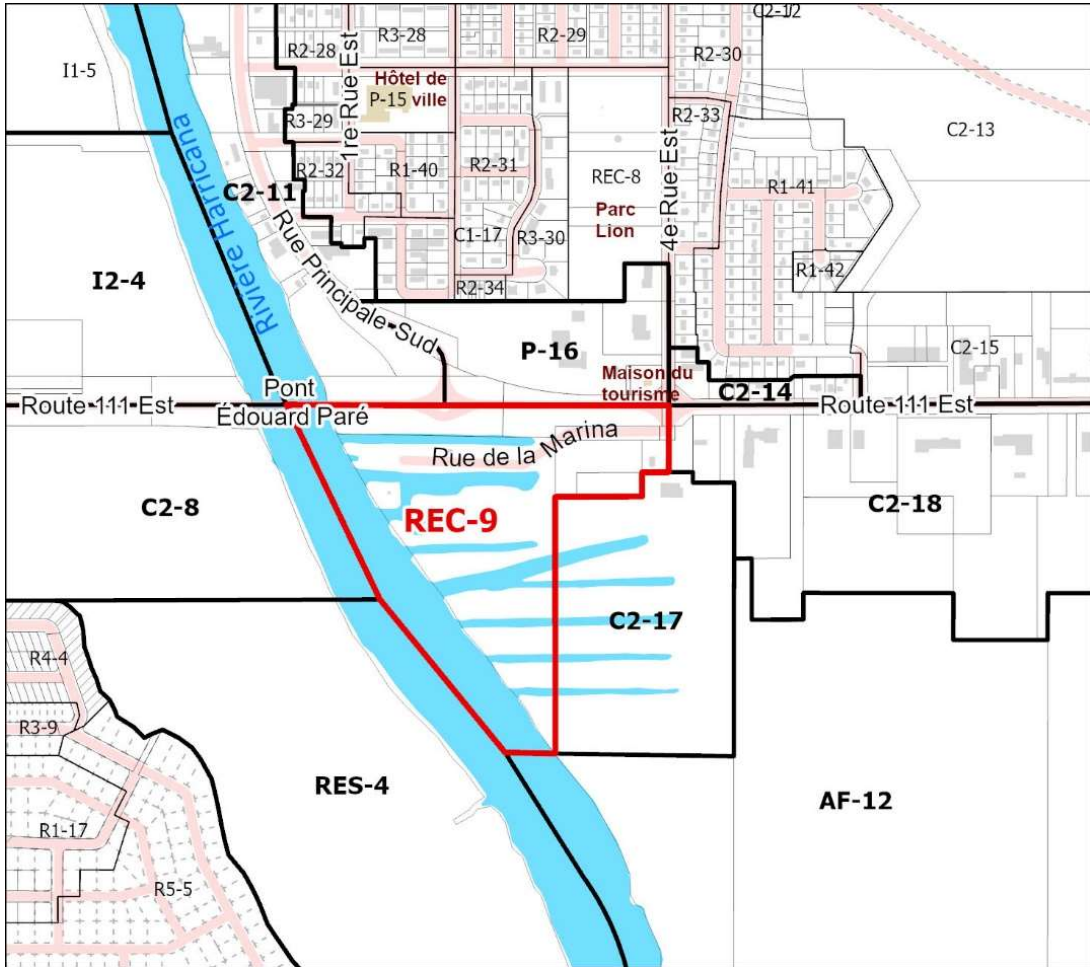 C2-12
I1-5
R2-28
R3-28
R2-29
R2-30
1re Rue Est
Hôtel de
ville
P-15
R3-29
R2-33
C2-13
R2-32
R1-40
R2-31
REC-8
4e Rue Est
R1-41
C2-11
Parc
Lion
C1-17
R3-30
Rivière Harricana
Rue Principale Sud
R1-42
I2-4
R2-34
P-16
C2-15
Maison du
tourisme
C2-14
Pont
Édouard Paré
Route 111 Est
Route 111 Est
Rue de la Marina
C2-8
REC-9
C2-18
C2-17
R4-4
R3-9
RES-4
AF-12
R1-17
R5-5